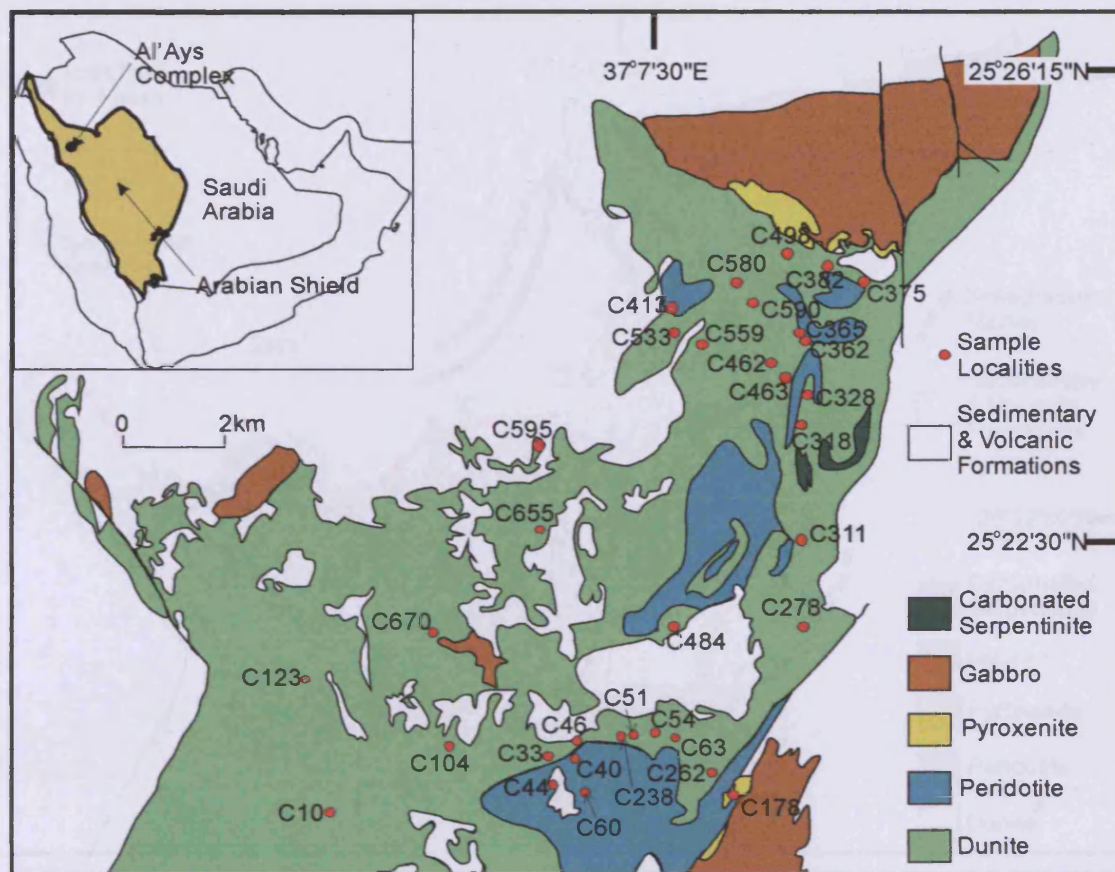 Al'Ays
Complex
Saudi
Arabia
Arabian Shield
37°7'30"E
25°26'15"N
0
2km
C498
C580
C382
C375
C413
C590
C365
C533
C559
C362
C462
C463
C328
C318
C595
C655
C311
25°22'30"N
C278
C670
C484
C123
C51
C54
C46
C63
C104
C33
C40
C262
C44
C238
C178
C10
C60
Sample
Localities
Sedimentary
& Volcanic
Formations
Carbonated
Serpentinite
Gabbro
Pyroxenite
Peridotite
Dunite